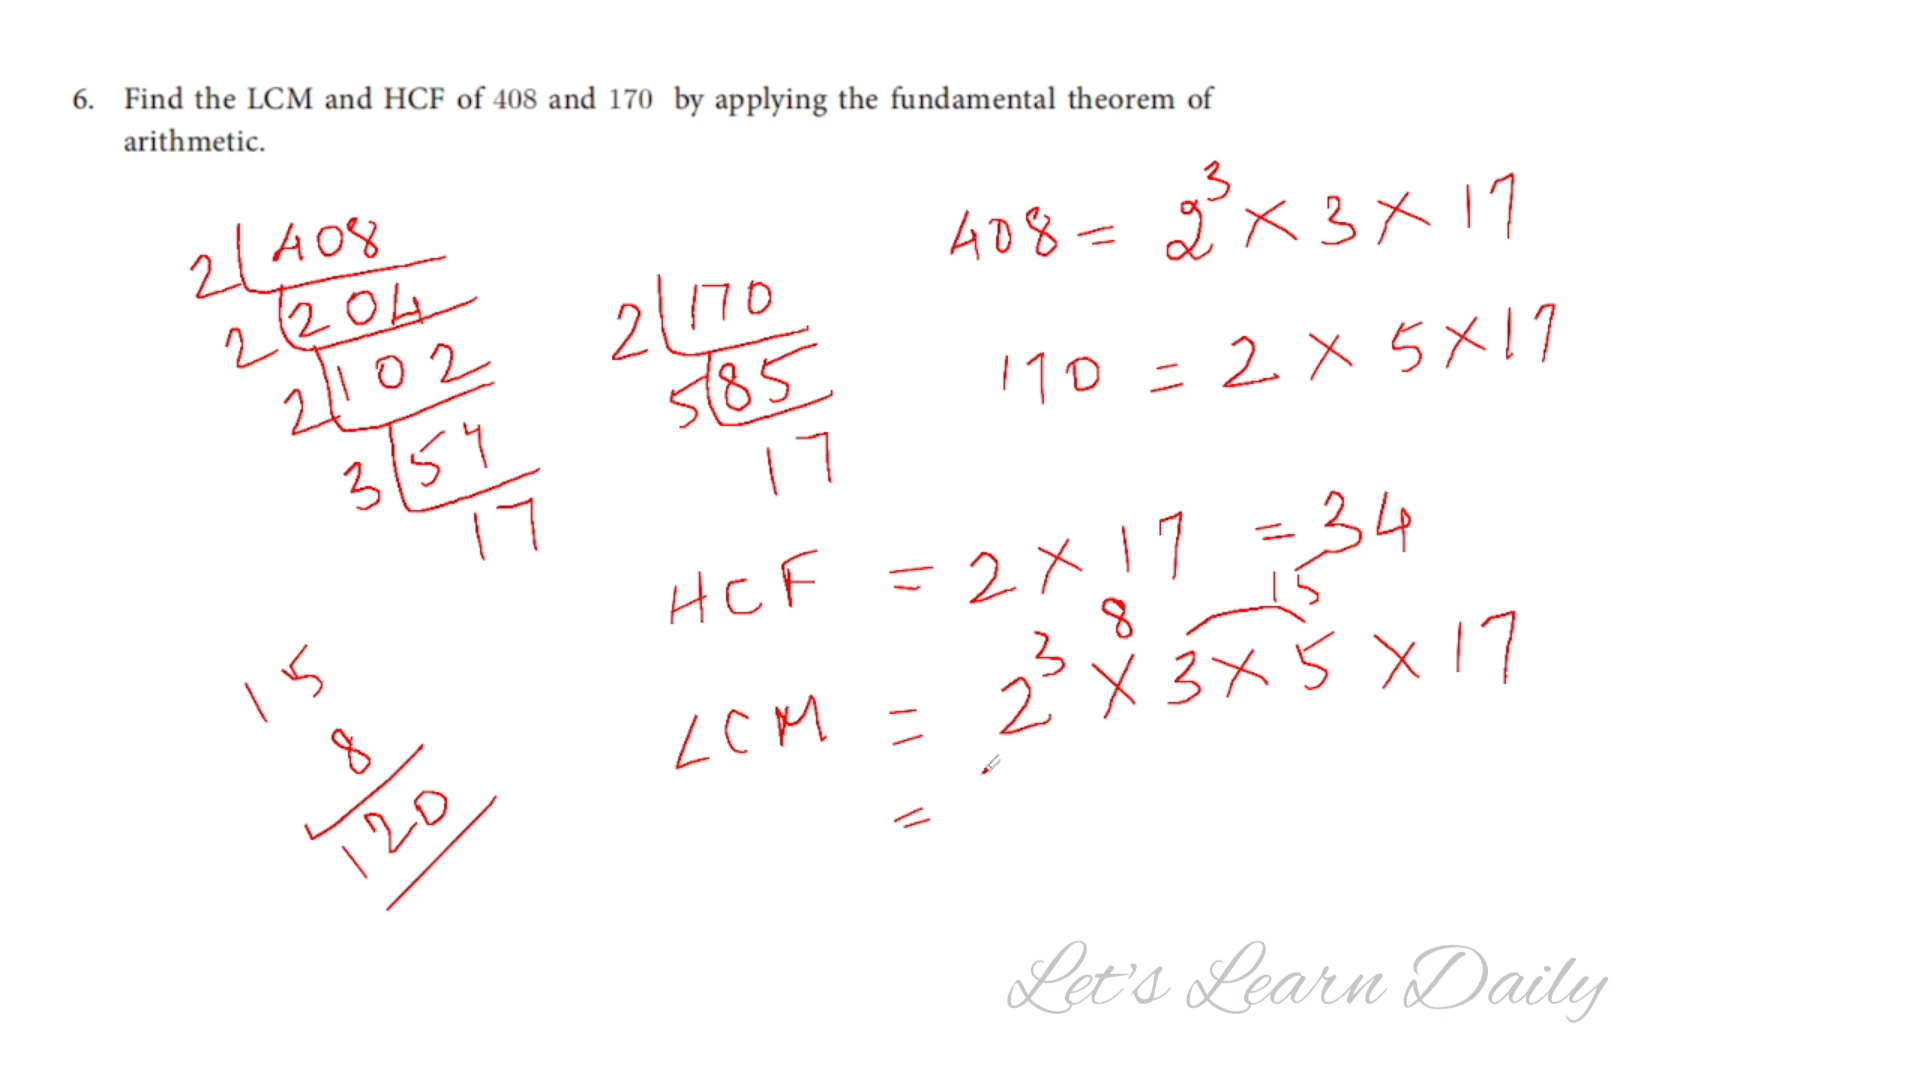 6. Find the LCM and HCF of 408 and 170 by applying the fundamental theorem of
arithmetic.
2 408
2 204
2 102
3 51
17
2 170
5 85
17
408 = 2³ × 3 × 17
170 = 2 × 5 × 17
HCF = 2 × 17 = 34
8 15
LCM = 2³ × 3 × 5 × 17
=
15
8
120
Let's Learn Daily